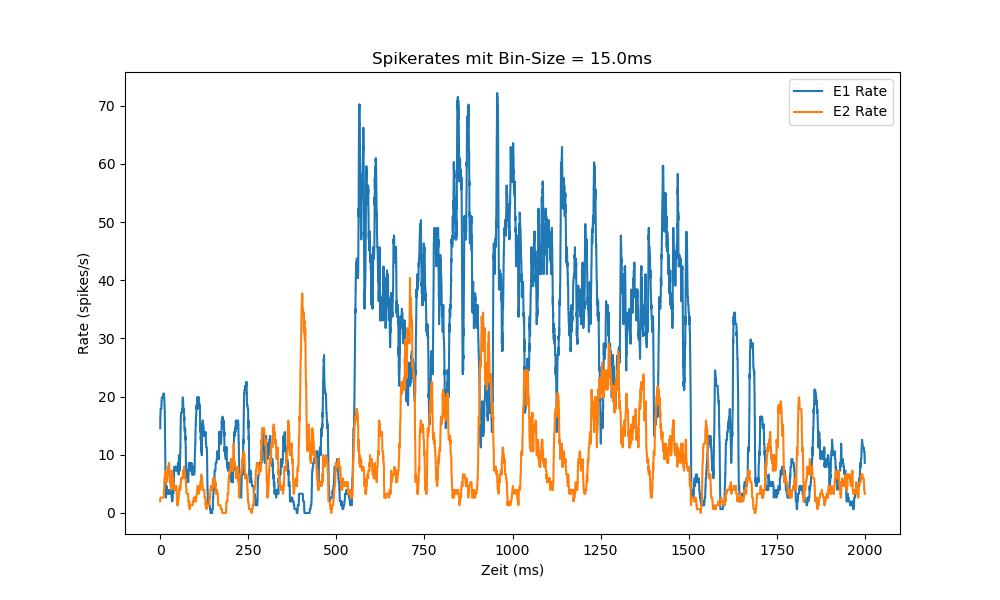 Spikerates mit Bin-Size = 15.0ms
E1 Rate
E2 Rate
Rate (spikes/s)
70
60
50
40
30
20
10
0
0 250 500 750 1000 1250 1500 1750 2000
Zeit (ms)